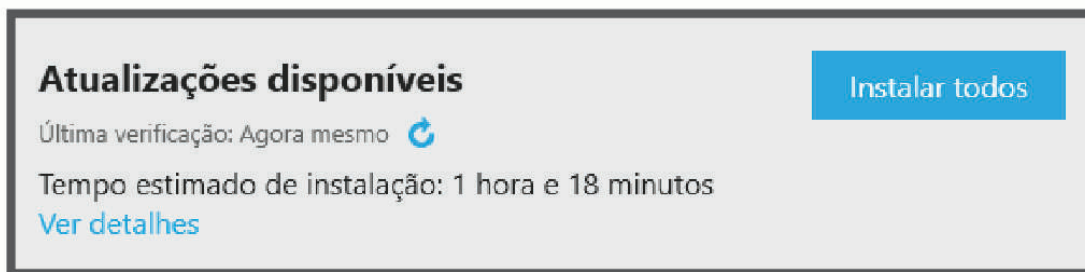 Atualizações disponíveis
Instalar todos
Última verificação: Agora mesmo
Tempo estimado de instalação: 1 hora e 18 minutos
Ver detalhes